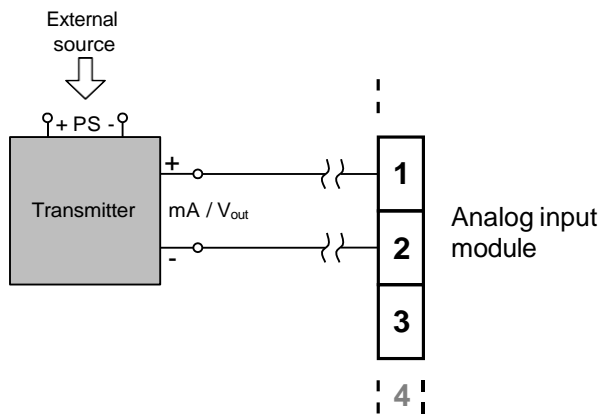 External
source
+ PS -
+
1
Transmitter
mA / Vout
Analog input
module
2
-
3
4